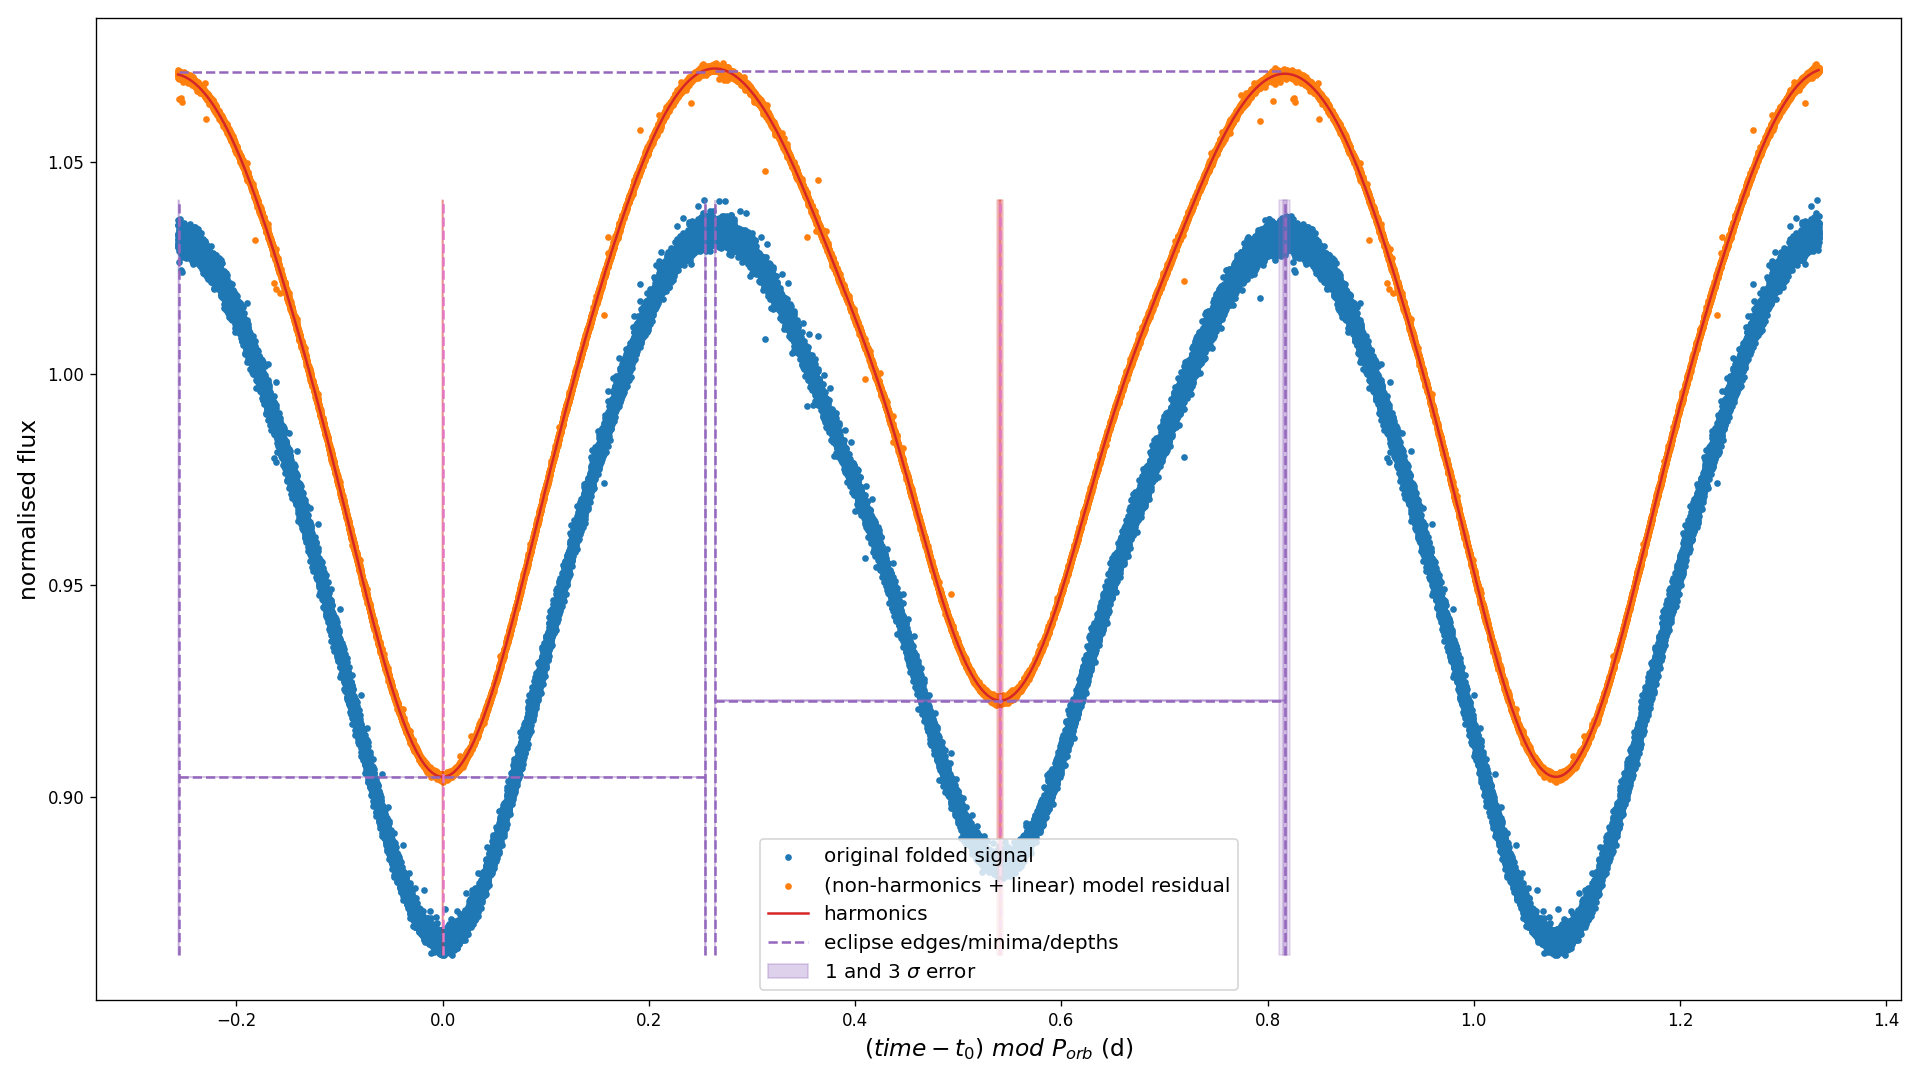 normalised flux
1.05
1.00
0.95
0.90
original folded signal
(non-harmonics + linear) model residual
harmonics
eclipse edges/minima/depths
1 and 3 σ error
−0.2 0.0 0.2 0.4 0.6 0.8 1.0 1.2 1.4
(time − t₀) mod P_orb (d)